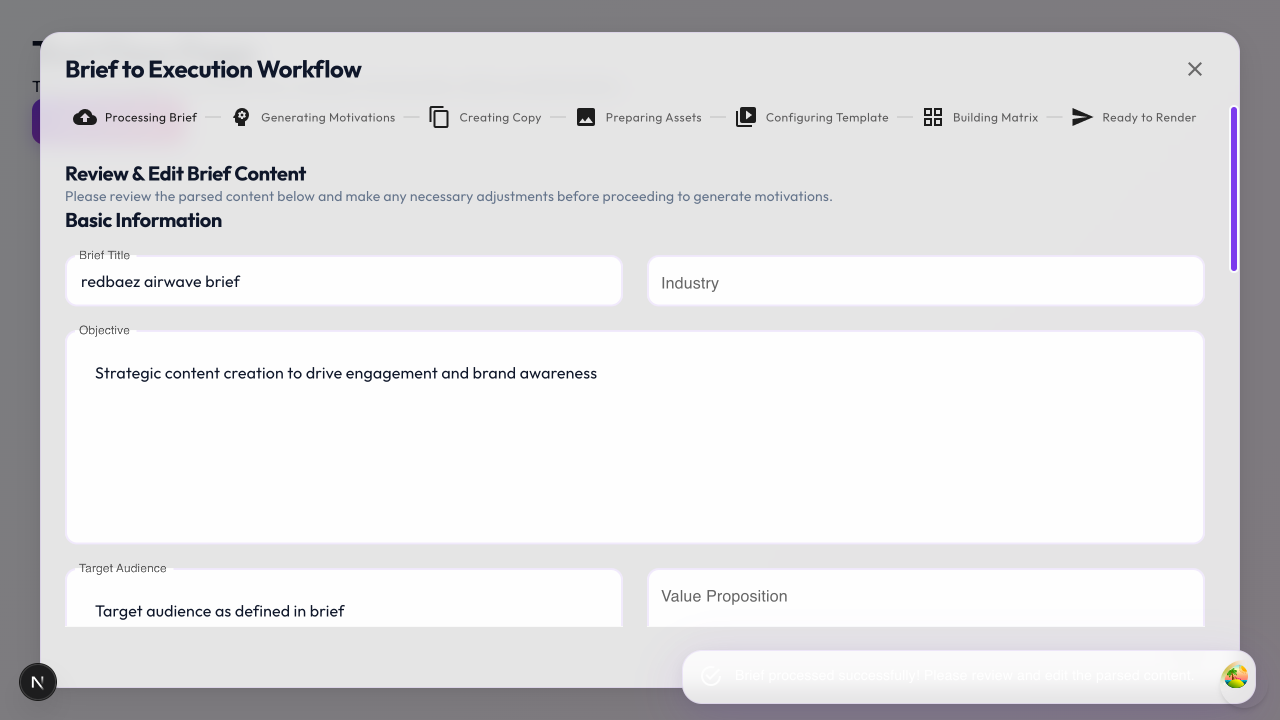 T
Brief to Execution Workflow
Processing Brief
Generating Motivations
Creating Copy
Preparing Assets
Configuring Template
Building Matrix
Ready to Render
Review & Edit Brief Content
Please review the parsed content below and make any necessary adjustments before proceeding to generate motivations.
Basic Information
Brief Title
redbaez airwave brief
Industry
Objective
Strategic content creation to drive engagement and brand awareness
Target Audience
Target audience as defined in brief
Value Proposition
N
Brief processed successfully! Please review and edit the parsed content.